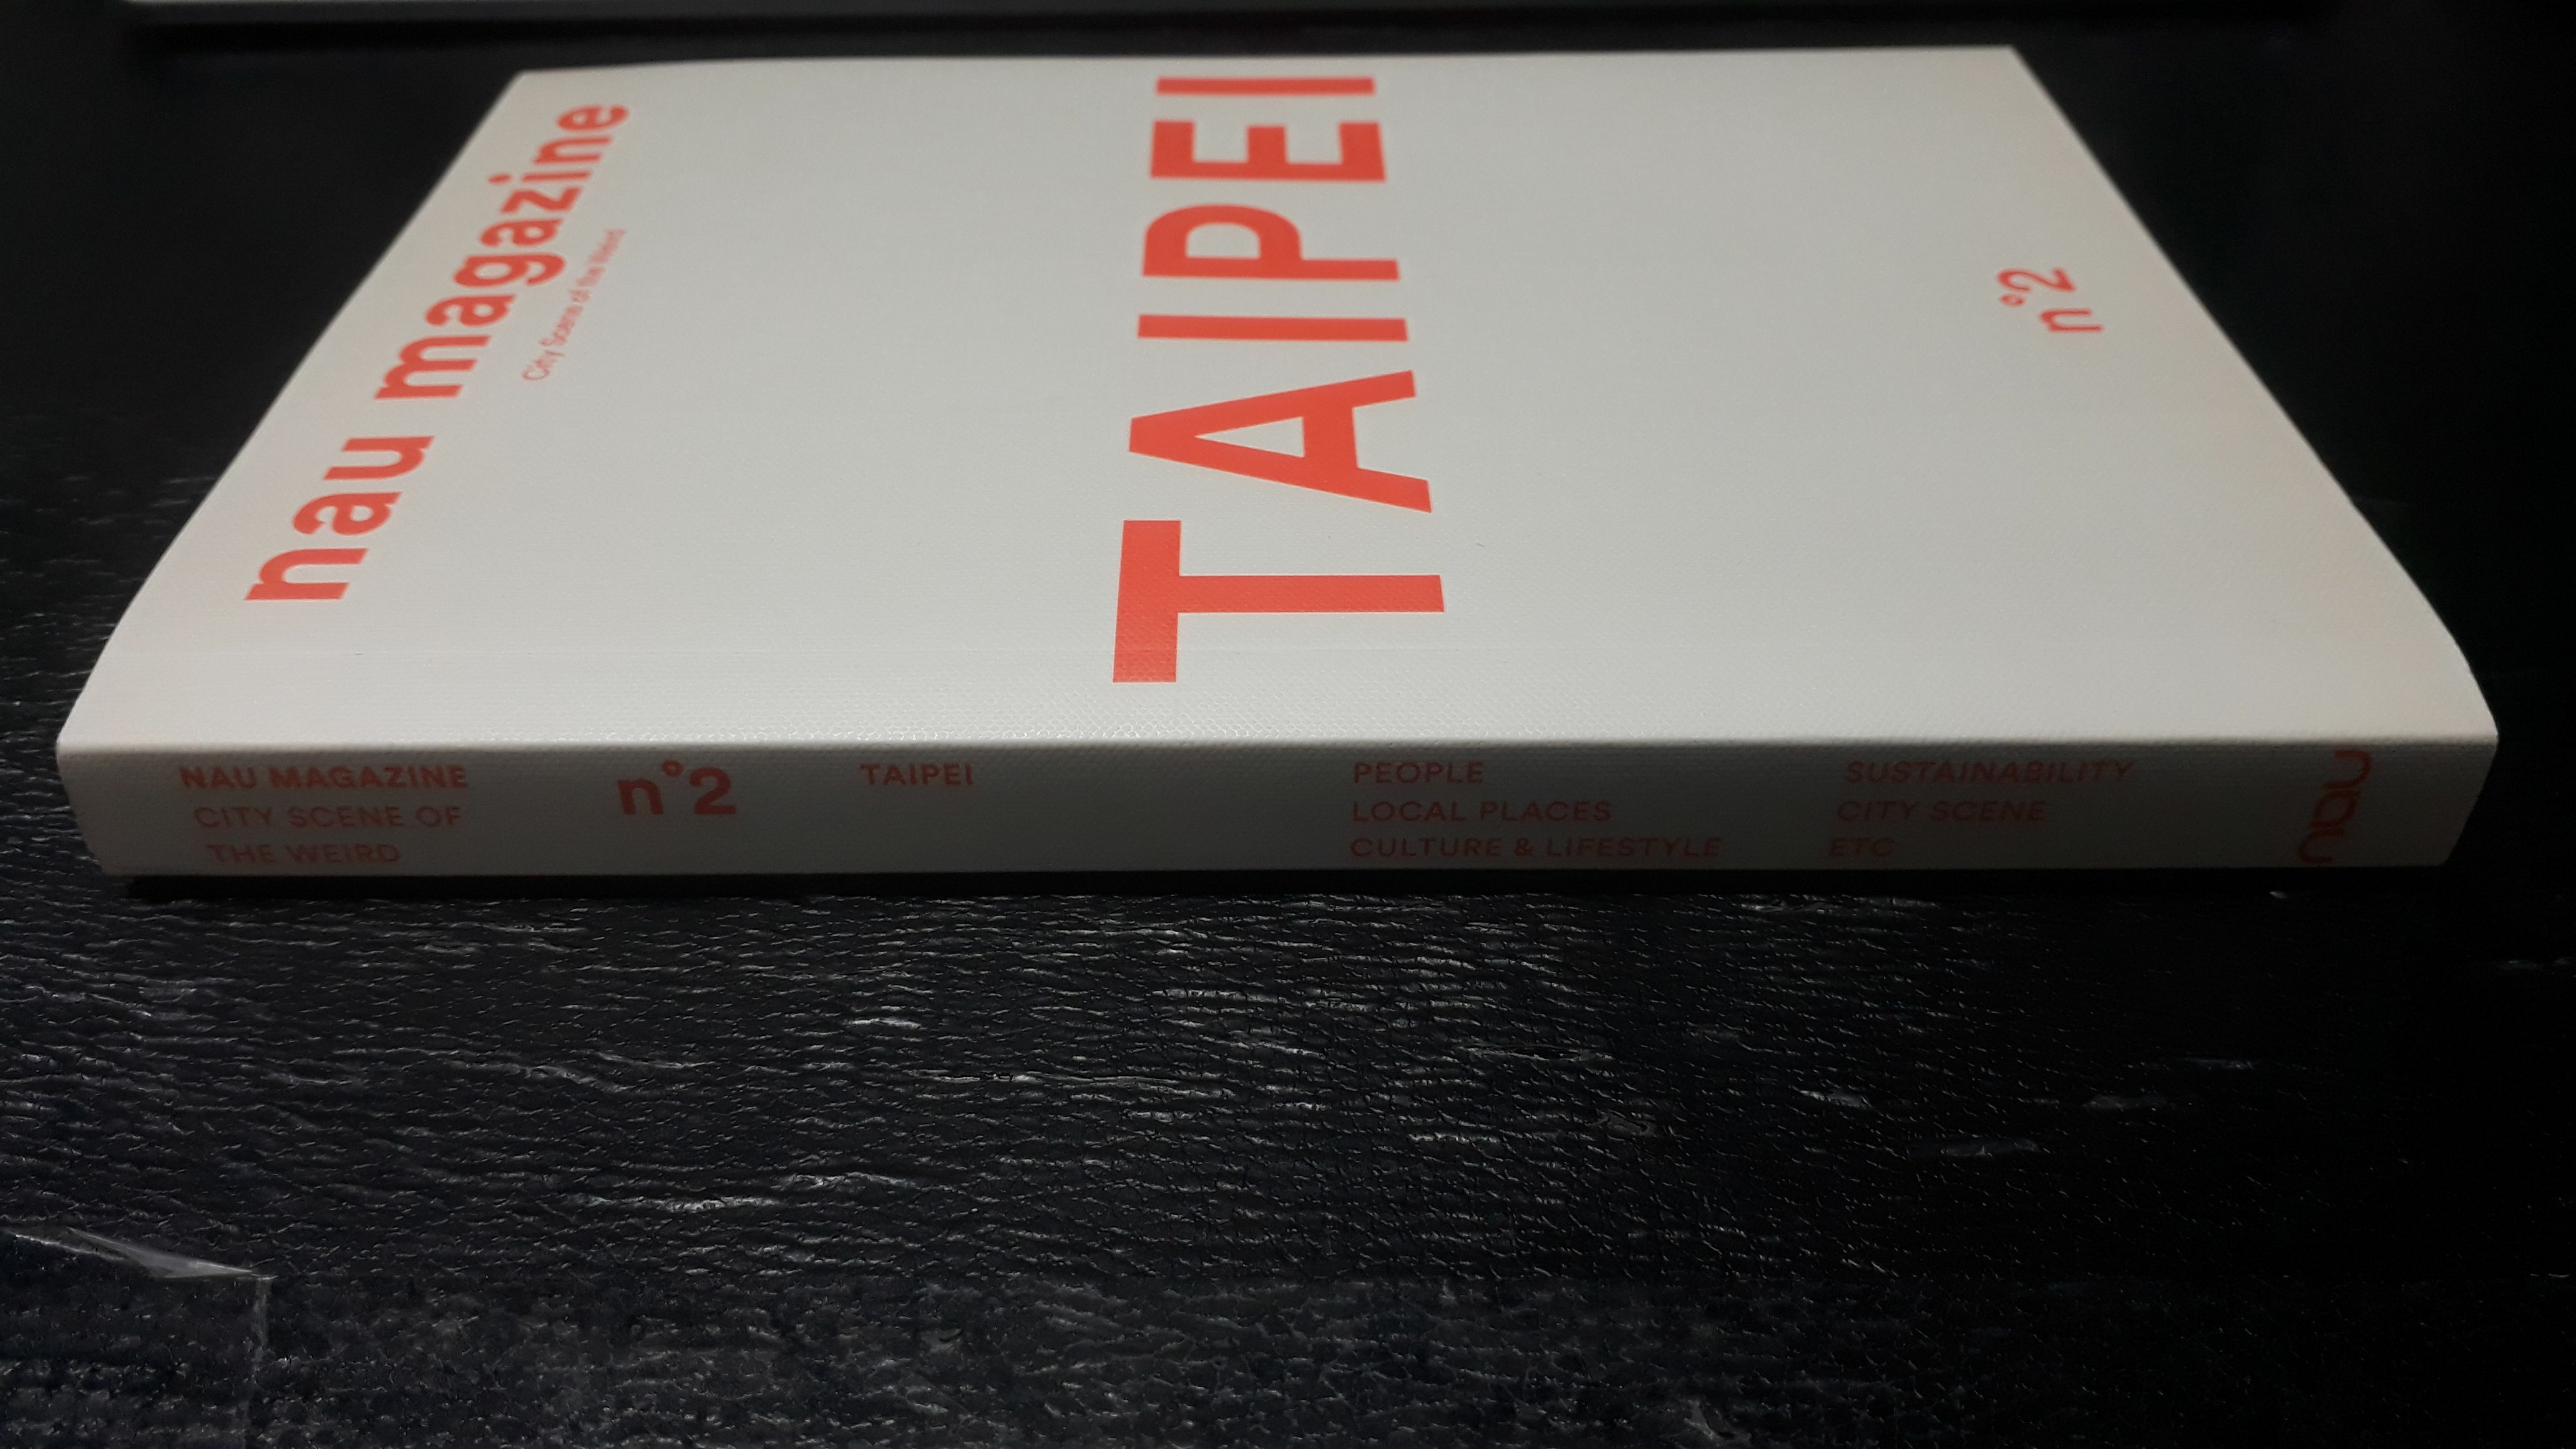 nau magazine
City Scene of the Weird
TAIPEI
n°2
NAU MAGAZINE
CITY SCENE OF
THE WEIRD
n°2
TAIPEI
PEOPLE
LOCAL PLACES
CULTURE & LIFESTYLE
SUSTAINABILITY
CITY SCENE
ETC
nau